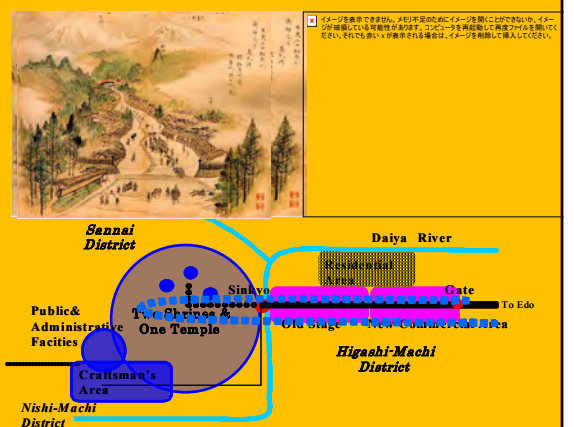 イメージを表示できません。メモリ不足のためにイメージを開くことができないか、イメー
ジが破損している可能性があります。コンピュータを再起動して再度ファイルを開いてく
ださい。それでも赤い x が表示される場合は、イメージを削除して挿入してください。
Sannai
District
Daiya River
Residential
Area
Sinkyo
Gate
To Edo
Public&
Administrative
Facities
Two Shrines &
One Temple
Old Stage
New Commercial Area
Higashi-Machi
District
Craftsman's
Area
Nishi-Machi
District